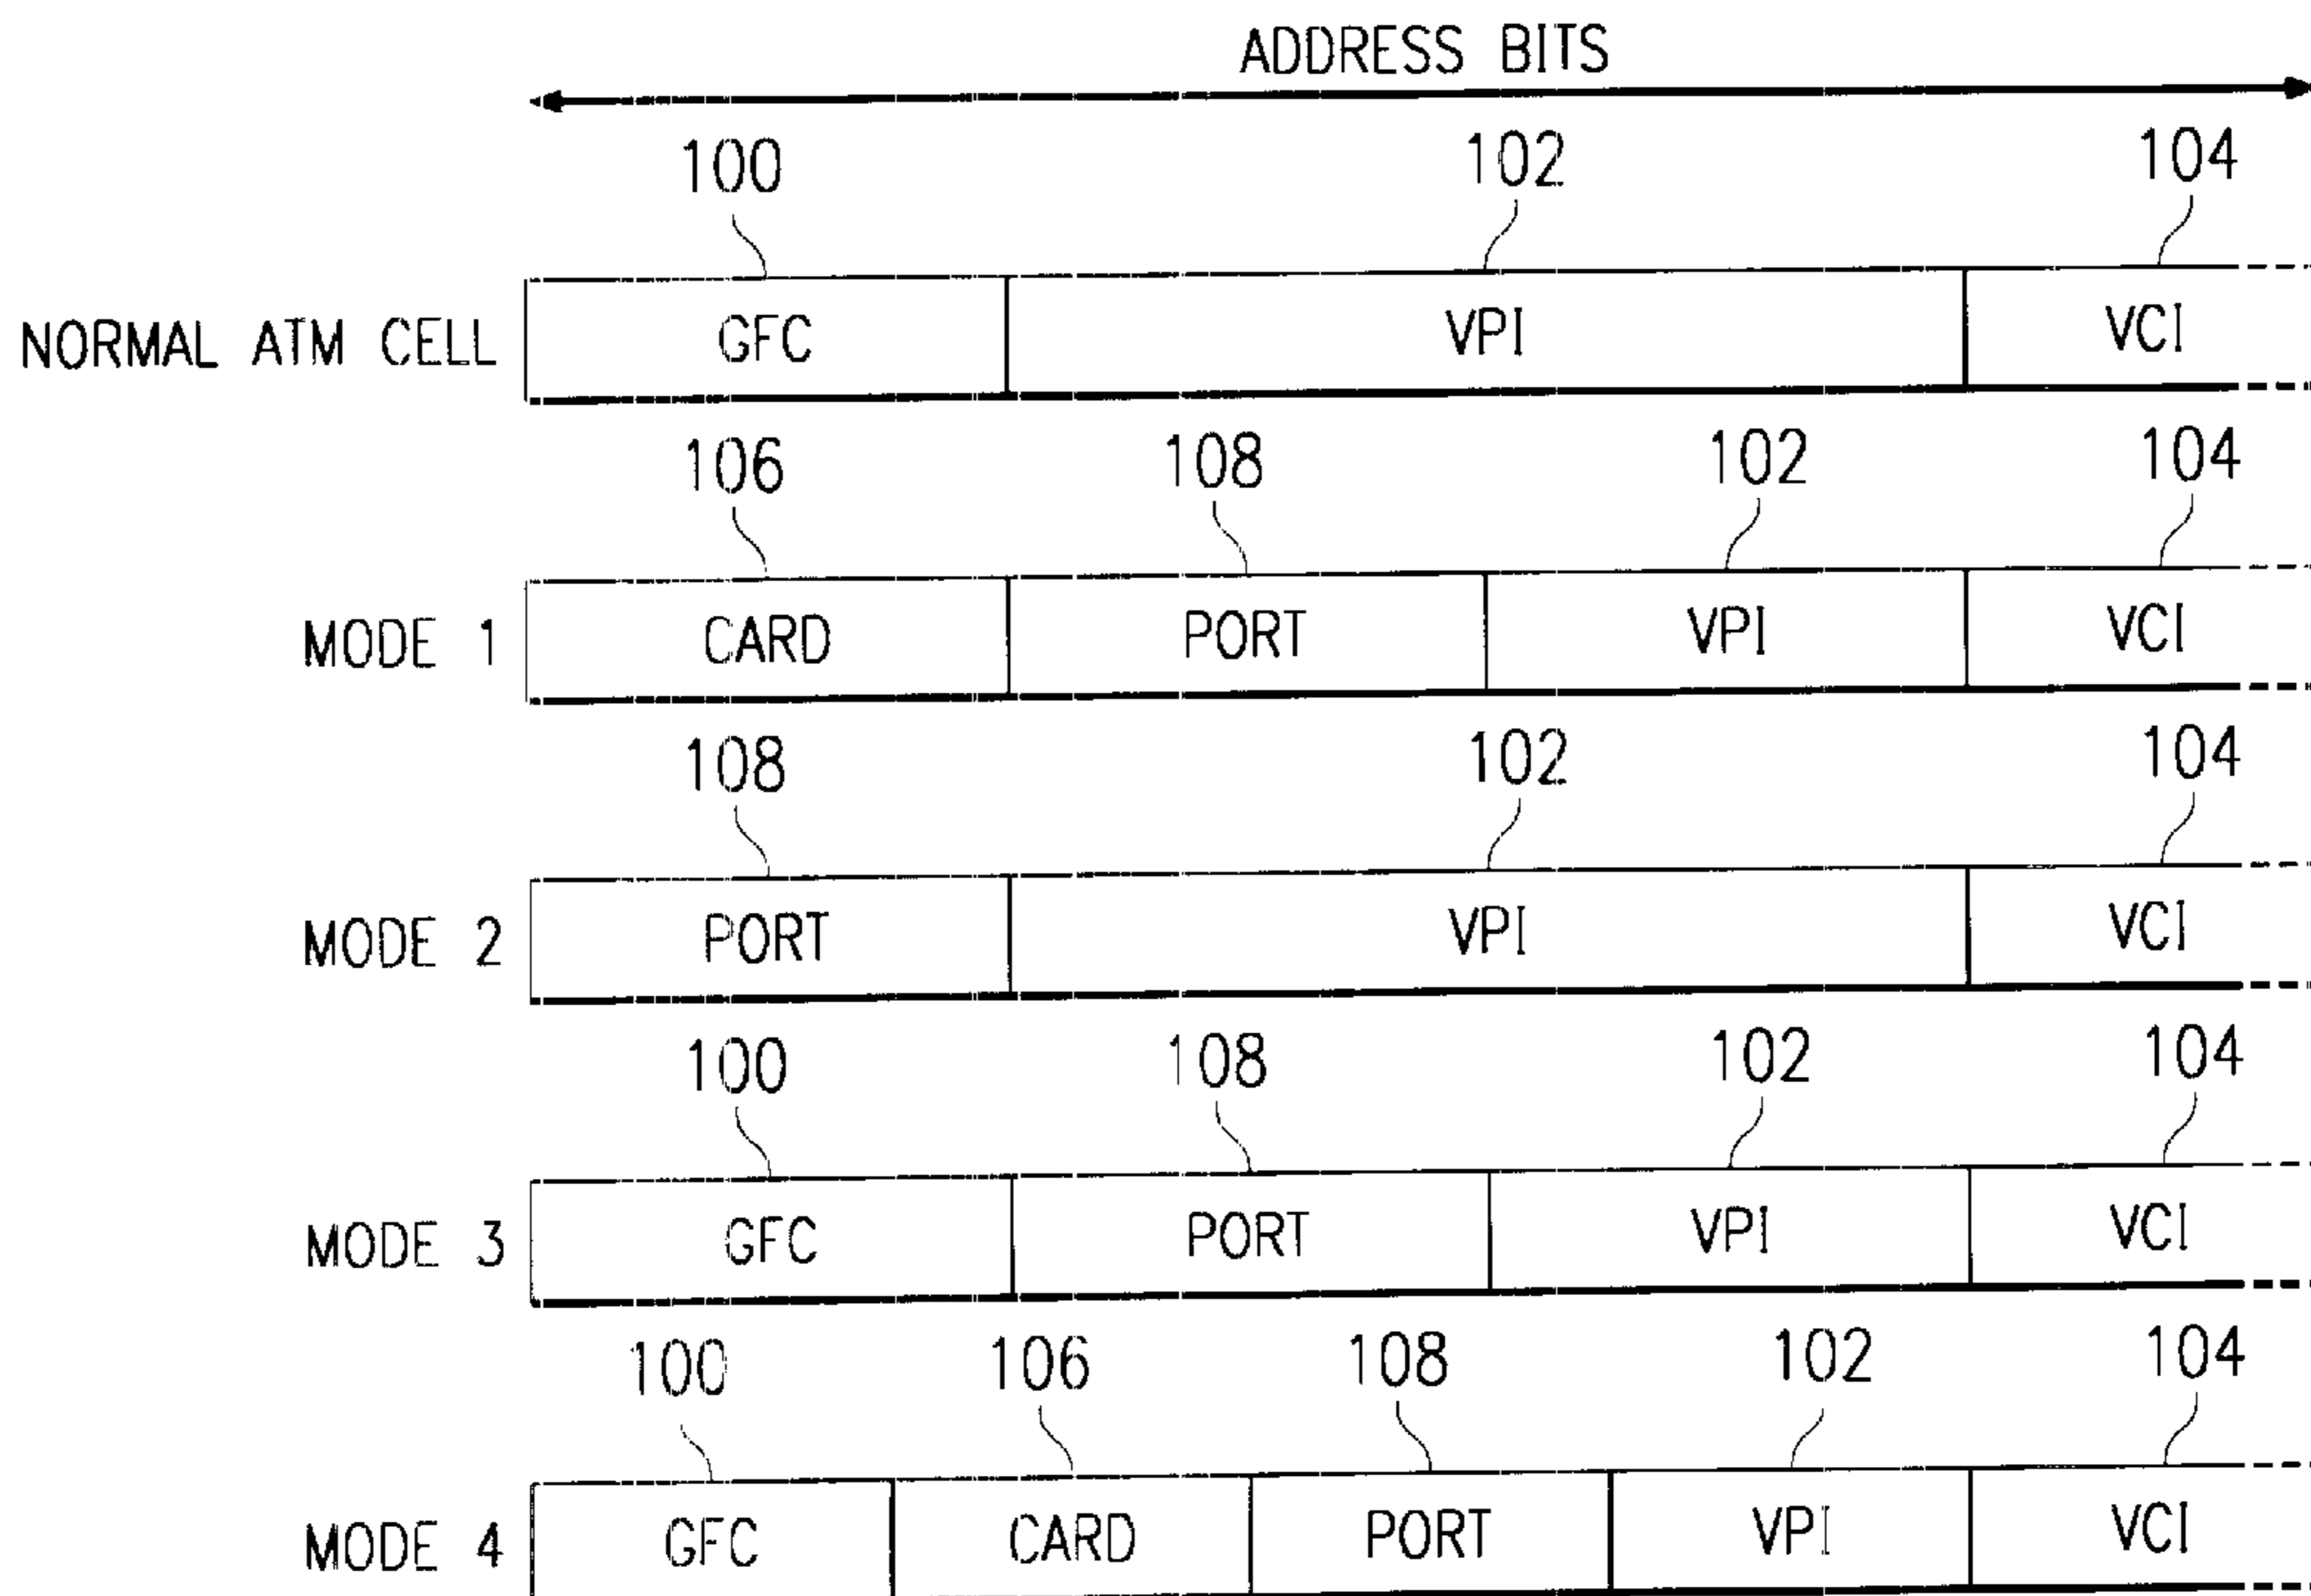 ADDRESS BITS
100 102 104
NORMAL ATM CELL GFC VPI VCI
106 108 102 104
MODE 1 CARD PORT VPI VCI
108 102 104
MODE 2 PORT VPI VCI
100 108 102 104
MODE 3 GFC PORT VPI VCI
100 106 108 102 104
MODE 4 GFC CARD PORT VPI VCI